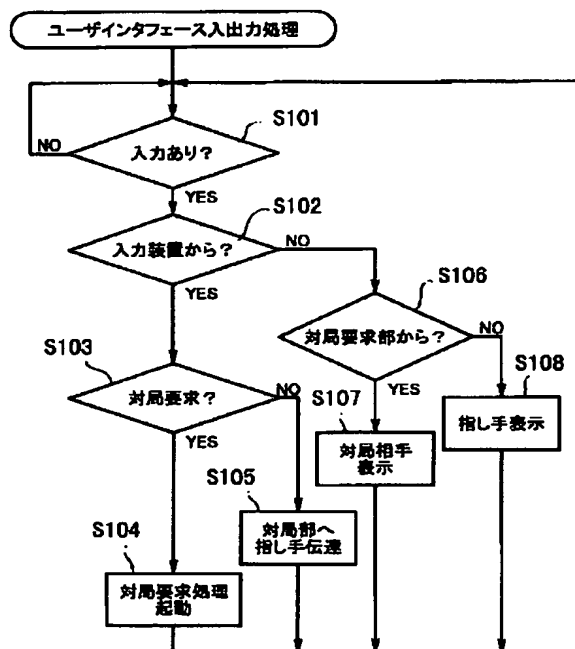 ユーザインタフェース入出力処理
S101
入力あり?
NO
YES
S102
入力装置から?
NO
YES
S106
対局要求部から?
NO
YES
S103
対局要求?
NO
YES
S108
指し手表示
S107
対局相手
表示
S105
対局部へ
指し手伝達
S104
対局要求処理
起動